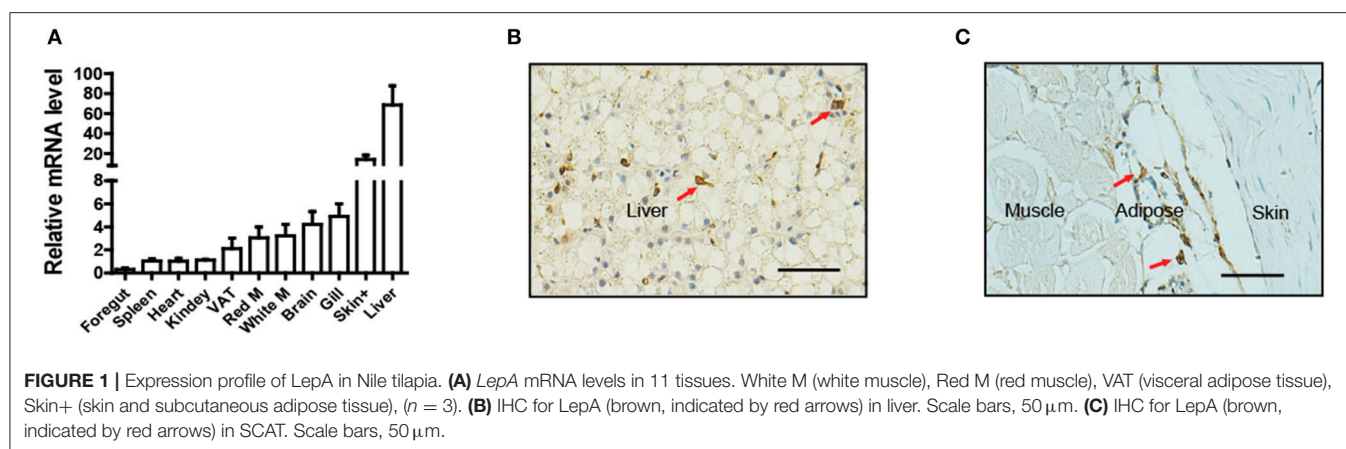 A
B
C
Relative mRNA level
100
80
60
40
20
8
6
4
2
0
Foregut
Spleen
Heart
Kindey
VAT
Red M
White M
Brain
Gill
Skin+
Liver
Liver
Muscle
Adipose
Skin
FIGURE 1 | Expression profile of LepA in Nile tilapia. (A) LepA mRNA levels in 11 tissues. White M (white muscle), Red M (red muscle), VAT (visceral adipose tissue),
Skin+ (skin and subcutaneous adipose tissue), (n = 3). (B) IHC for LepA (brown, indicated by red arrows) in liver. Scale bars, 50 μm. (C) IHC for LepA (brown,
indicated by red arrows) in SCAT. Scale bars, 50 μm.